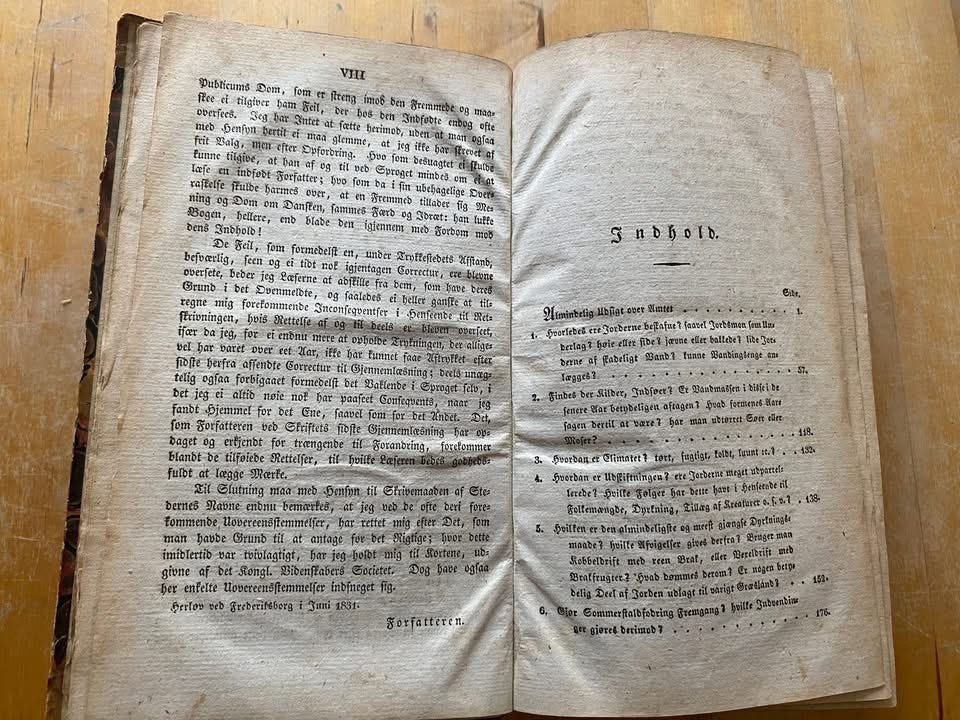 VIII
Publicums Dom, som er streng imod den Fremmede og maa-
skee ei tilgiver ham Feil, der hos den Indfødte endog ofte
oversees. Jeg har Intet at sætte herimod, uden at man ogsaa
med Hensyn dertil ei maa glemme, at jeg ikke har skrevet af
frit Valg, men efter Opfordring. Hvo som desuagtet ei skulde
kunne tilgive, at han af og til ved Sproget mindes om ei at
læse en indfødt Forfatter; hvo som da i sin ubehagelige Over-
raskelse skulde harmes over, at en Fremmed tillader sig Me-
ning og Dom om Dansken, sammes Færd og Idræt: han lukke
Bogen, hellere, end blade den igjennem med Fordom mod
dens Indhold!
De Feil, som formedelst en, under Trykkestedets Afstand,
besværlig, seen og ei tidt nok igjentagen Correctur, ere blevne
oversete, beder jeg Læserne at adskille fra dem, som have deres
Grund i det Ovenmeldte, og saaledes ei heller ganske at til-
regne mig forekommende Inconseqventser i Henseende til Ret-
skrivningen, hvis Rettelse af og til deels er bleven overseet,
især da jeg, for ei endnu mere at opholde Trykningen, der allige-
vel har varet over eet Aar, ikke har kunnet faae Aftrykket efter
sidste herfra afsendte Correctur til Gjennemlæsning; deels unæg-
telig ogsaa forbigaaet formedelst det Vaklende i Sproget selv, i
det jeg ei altid nøie nok har paaseet Conseqvents, naar jeg
fandt Hjemmel for det Ene, saavel som for det Andet. Det,
som Forfatteren ved Skriftets sidste Gjennemlæsning har op-
daget og erkjendt for trængende til Forandring, forekommer
blandt de tilføiede Rettelser, til hvilke Læseren bedes godheds-
fuldt at lægge Mærke.
Til Slutning maa med Hensyn til Skrivemaaden af Ste-
dernes Navne endnu bemærkes, at jeg ved de ofte deri fore-
kommende Uovereensstemmelser, har rettet mig efter Det, som
man havde Grund til at antage for det Rigtige; hvor dette
imidlertid var tvivlagtigt, har jeg holdt mig til Kortene, ud-
givne af det Kongl. Videnskabers Societet. Dog have ogsaa
her enkelte Uovereensstemmelser indsneget sig.
Herlov ved Frederiksborg i Juni 1831.
Forfatteren.
Indhold.
Side.
Almindelig Udsigt over Amtet . . . . . . . . . . 1.
1. Hvorledes ere Jorderne beskafne? saavel Jordsmon som Un-
derlag? høie eller side? jævne eller bakkede? lide Jor-
derne af skadeligt Vand? kunne Vandingsenge an-
lægges? . . . . . . . . . . 57.
2. Findes der Kilder, Indsøer? Er Vandmassen i disse i de
senere Aar betydeligen aftagen? Hvad formenes Aar-
sagen dertil at være? har man udtørret Søer eller
Moser? . . . . . . . . . . 118.
3. Hvordan er Climatet? tørt, fugtigt, koldt, lyunt ꝛc.? . . 132.
4. Hvordan er Udskiftningen? ere Jorderne meget udpartel-
lerede? Hvilke Følger har dette havt i Henseende til
Folkemængde, Dyrkning, Tillæg af Kreaturer o. s. v.? . 138.
5. Hvilken er den almindeligste og meest gjængse Dyrknings-
maade? hvilke Afvigelser gives derfra? Bruger man
Kobbeldrift med reen Brak, eller Vexeldrift med
Brakfrugter? Hvad dømmes derom? Er nogen bety-
delig Deel af Jorden udlagt til varigt Græsland? . . 152.
6. Gjør Sommerstaldfodring Fremgang? hvilke Indvendin-
ger gjøres derimod? . . . . . . . . . . 176.